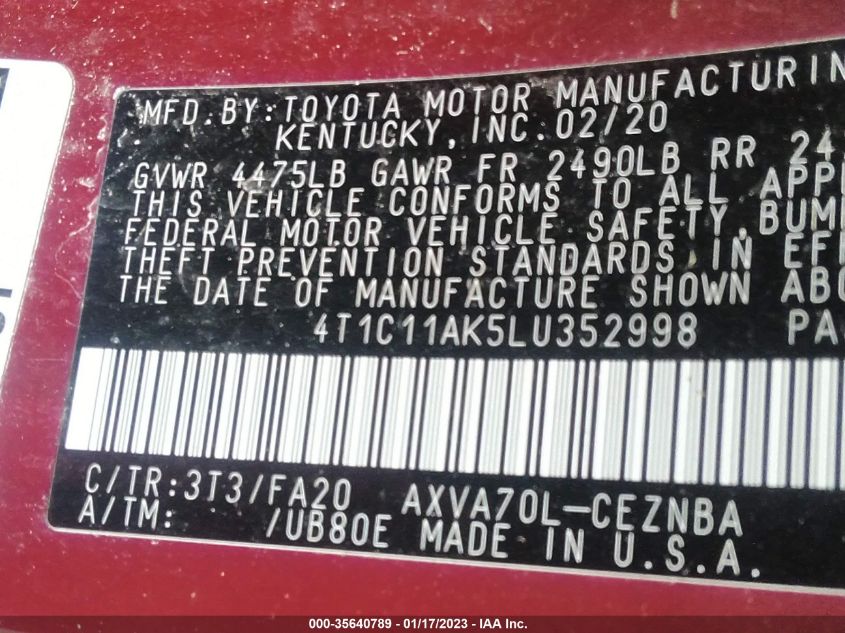 MFD.BY:TOYOTA MOTOR MANUFACTURIN
KENTUCKY, INC. 02/20
GVWR 4475LB GAWR FR 2490LB RR 24
THIS VEHICLE CONFORMS TO ALL APP
FEDERAL MOTOR VEHICLE SAFETY, BUM
THEFT PREVENTION STANDARDS IN EF
THE DATE OF MANUFACTURE SHOWN ABO
4T1C11AK5LU352998 PA
C/TR:3T3/FA20 AXVA70L-CEZNBA
A/TM: /UB80E MADE IN U.S.A.
000-35640789 - 01/17/2023 - IAA Inc.